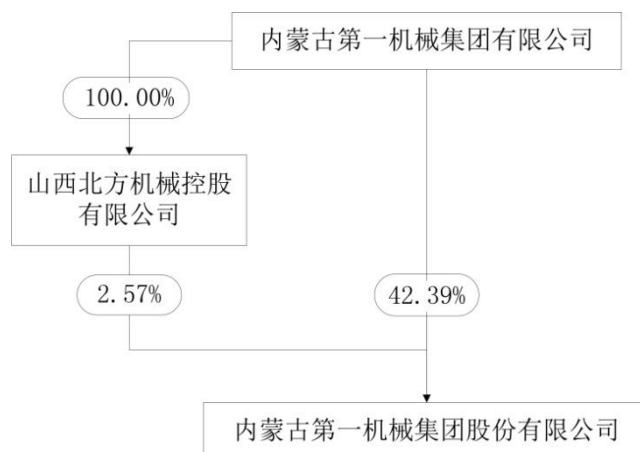 内蒙古第一机械集团有限公司
100.00%
山西北方机械控股
有限公司
2.57%
42.39%
内蒙古第一机械集团股份有限公司